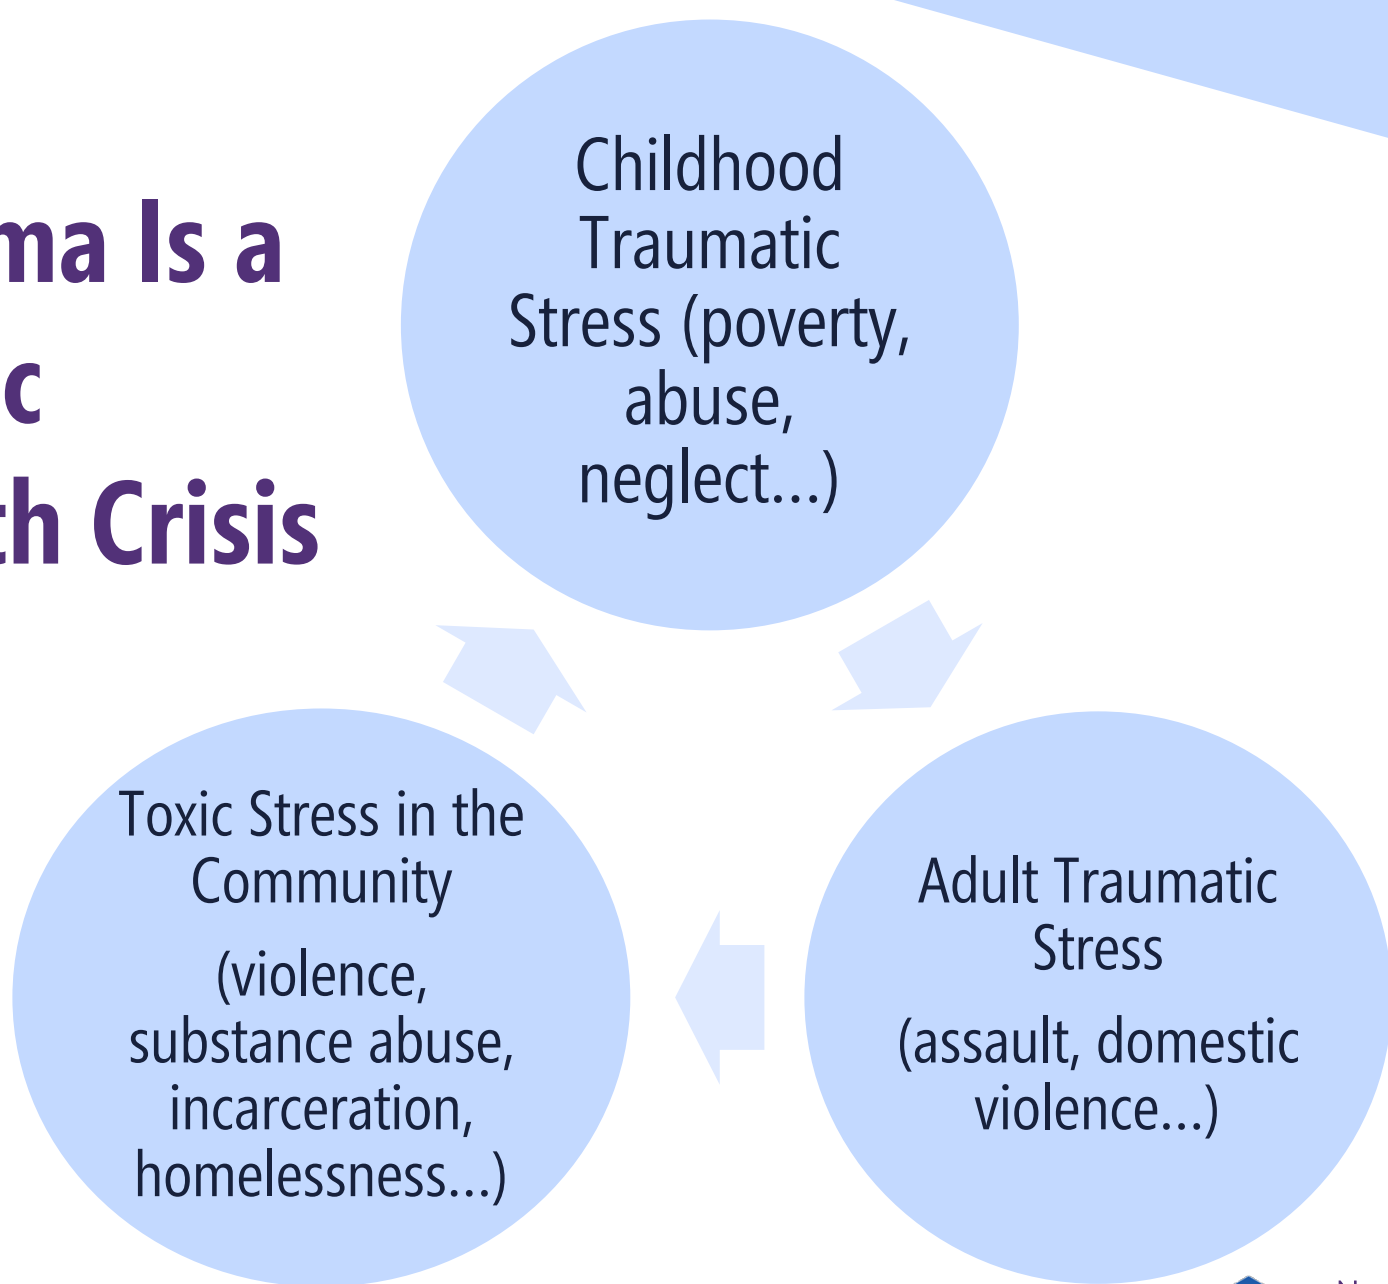 ma Is a
c
th Crisis
Childhood
Traumatic
Stress (poverty,
abuse,
neglect...)
Toxic Stress in the
Community
(violence,
substance abuse,
incarceration,
homelessness...)
Adult Traumatic
Stress
(assault, domestic
violence...)